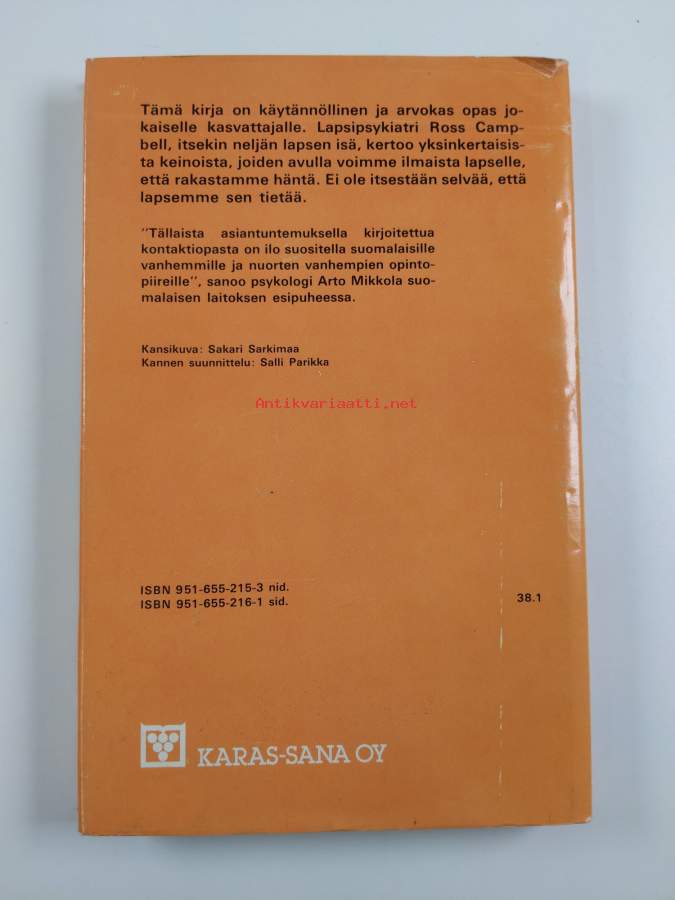 Tämä kirja on käytännöllinen ja arvokas opas jo-
kaiselle kasvattajalle. Lapsipsykiatri Ross Camp-
bell, itsekin neljän lapsen isä, kertoo yksinkertaisis-
ta keinoista, joiden avulla voimme ilmaista lapselle,
että rakastamme häntä. Ei ole itsestään selvää, että
lapsemme sen tietää.
"Tällaista asiantuntemuksella kirjoitettua
kontaktiopasta on ilo suositella suomalaisille
vanhemmille ja nuorten vanhempien opinto-
piireille", sanoo psykologi Arto Mikkola suo-
malaisen laitoksen esipuheessa.
Kansikuva: Sakari Sarkimaa
Kannen suunnittelu: Salli Parikka
Antikvariaatti.net
ISBN 951-655-215-3 nid.
ISBN 951-655-216-1 sid.
38.1
KARAS-SANA OY